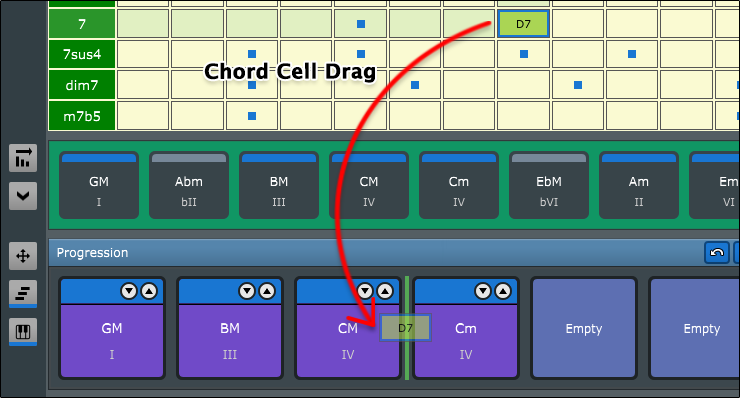 7
D7
7sus4
Chord Cell Drag
dim7
m7b5
GM
Abm
BM
CM
Cm
EbM
Am
Em
I
bII
III
IV
IV
bVI
II
VI
Progression
GM
BM
CM
D7
Cm
Empty
Empty
I
III
IV
IV